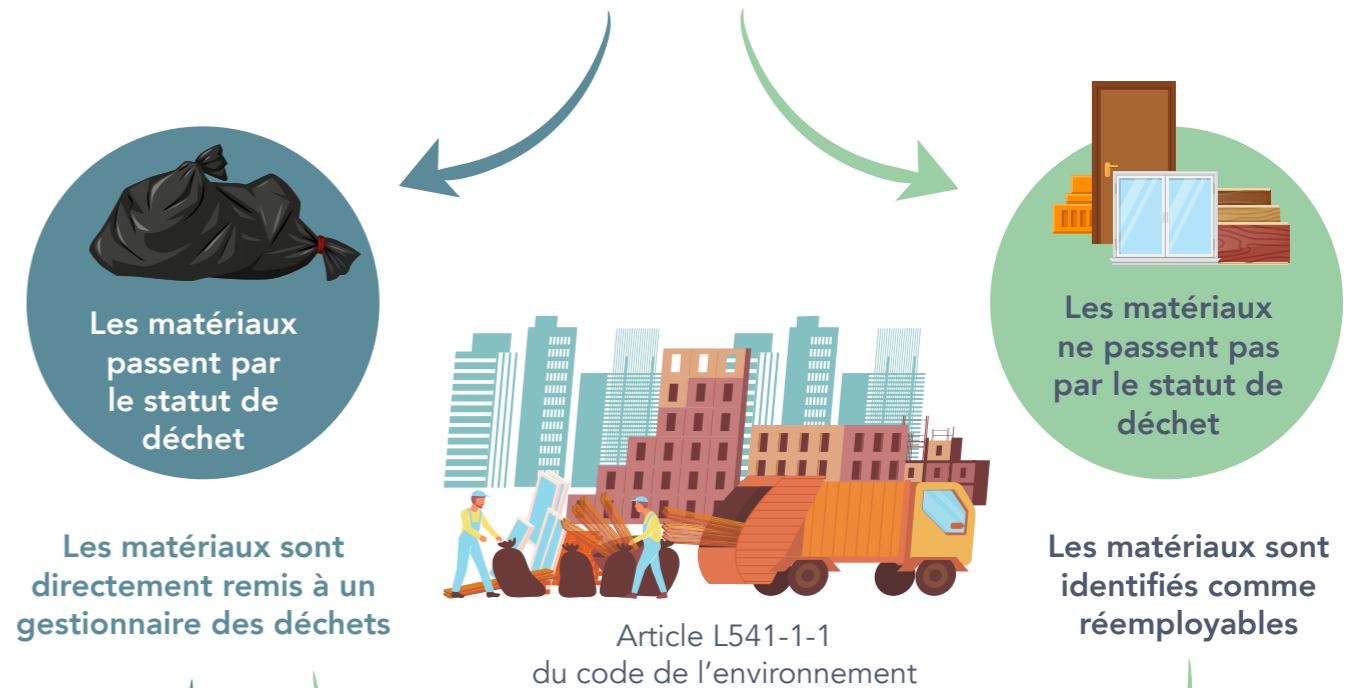 Les matériaux
passent par
le statut de
déchet
Les matériaux sont
directement remis à un
gestionnaire des déchets
Article L541-1-1
du code de l’environnement
Les matériaux
ne passent pas
par le statut de
déchet
Les matériaux sont
identifiés comme
réemployables